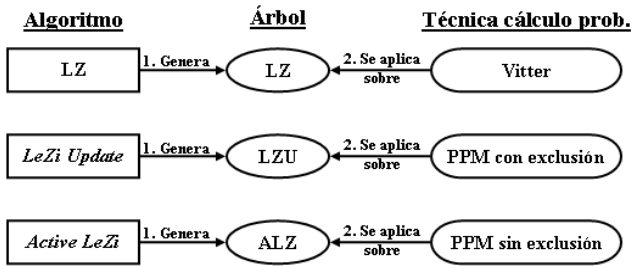 Algoritmo Árbol Técnica cálculo prob.
LZ 1. Genera LZ 2. Se aplica sobre Vitter
LeZi Update 1. Genera LZU 2. Se aplica sobre PPM con exclusión
Active LeZi 1. Genera ALZ 2. Se aplica sobre PPM sin exclusión